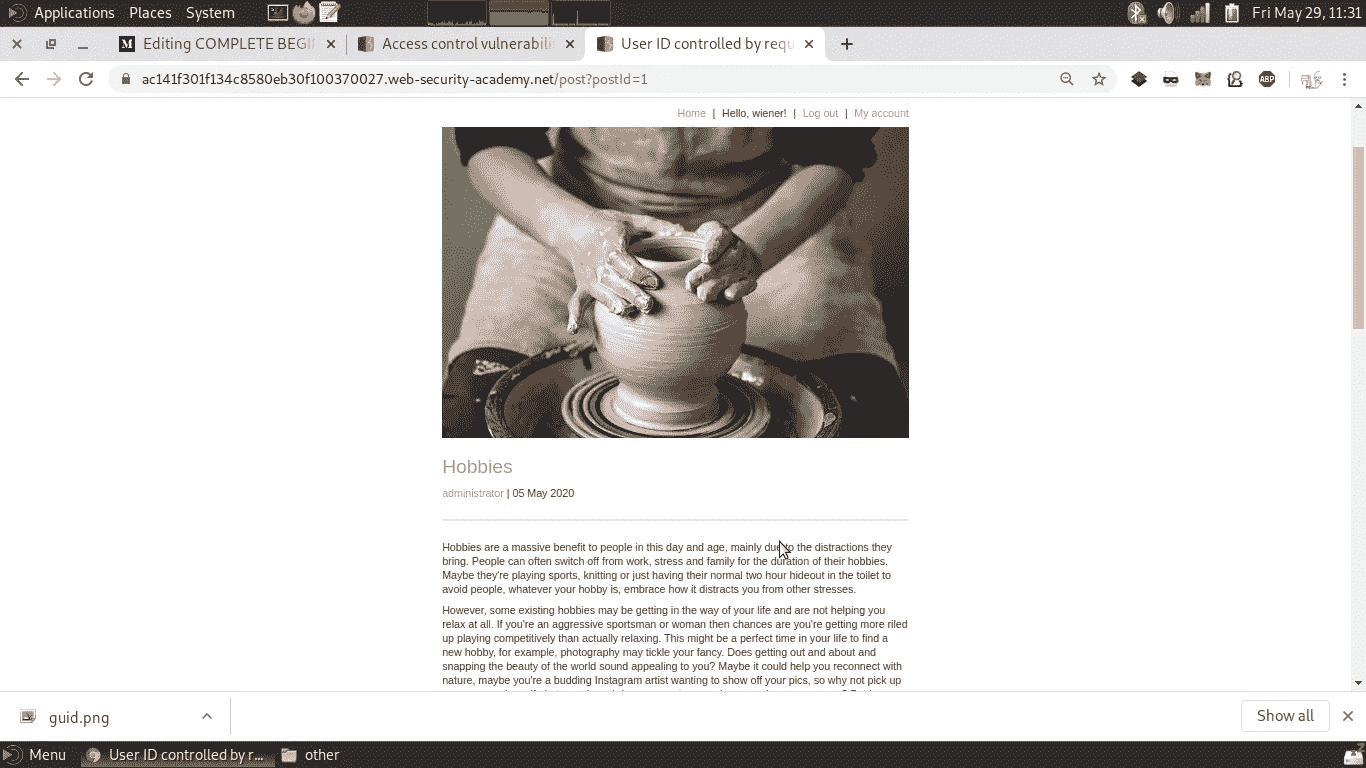 Applications Places System Fri May 29, 11:31
Editing COMPLETE BEGI Access control vulnerabili User ID controlled by requ
ac141f301f134c8580eb30f100370027.web-security-academy.net/post?postId=1 ABP
Home | Hello, wiener! | Log out | My account
Hobbies
administrator | 05 May 2020
Hobbies are a massive benefit to people in this day and age, mainly due to the distractions they
bring. People can often switch off from work, stress and family for the duration of their hobbies.
Maybe they're playing sports, knitting or just having their normal two hour hideout in the toilet to
avoid people, whatever your hobby is, embrace how it distracts you from other stresses.
However, some existing hobbies may be getting in the way of your life and are not helping you
relax at all. If you're an aggressive sportsman or woman then chances are you're getting more riled
up playing competitively than actually relaxing. This might be a perfect time in your life to find a
new hobby, for example, photography may tickle your fancy. Does getting out and about and
snapping the beauty of the world sound appealing to you? Maybe it could help you reconnect with
nature, maybe you're a budding Instagram artist wanting to show off your pics, so why not pick up
guid.png Show all
Menu User ID controlled by r... other